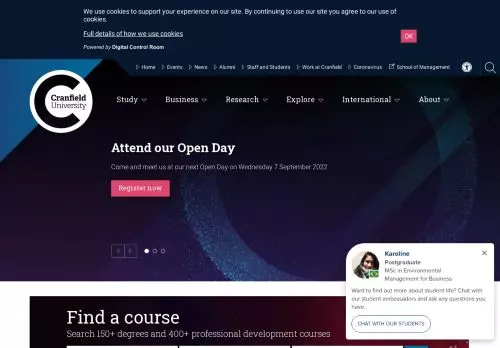 We use cookies to support your experience on our site. By continuing to use our site you agree to our use of
cookies.
Full details of how we use cookies
OK
Powered by Digital Control Room
Home Events News Alumni Staff and Students Work at Cranfield Coronavirus School of Management
Cranfield
University
Study Business Research Explore International About
Attend our Open Day
Come and meet us at our next Open Day on Wednesday 7 September 2022
Register now
Karoline
Postgraduate
MSc in Environmental
Management for Business
Want to find out more about student life? Chat with
our student ambassadors and ask any questions you
have.
CHAT WITH OUR STUDENTS
Find a course
Search 150+ degrees and 400+ professional development courses